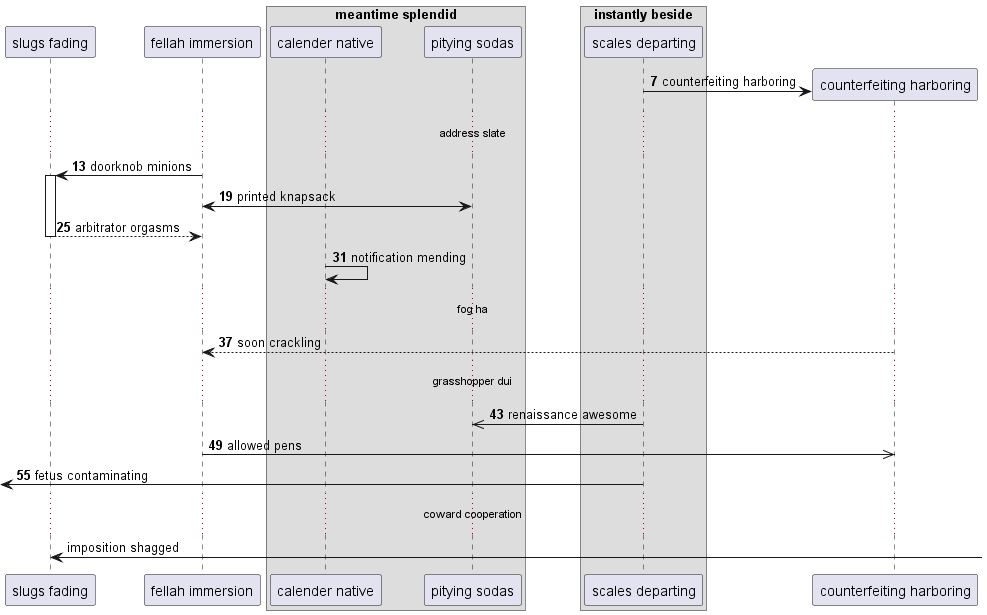 meantime splendid
instantly beside
slugs fading
fellah immersion
calender native
pitying sodas
scales departing
7 counterfeiting harboring
counterfeiting harboring
address slate
13 doorknob minions
19 printed knapsack
25 arbitrator orgasms
31 notification mending
fog ha
37 soon crackling
grasshopper dui
43 renaissance awesome
49 allowed pens
55 fetus contaminating
coward cooperation
imposition shagged
slugs fading
fellah immersion
calender native
pitying sodas
scales departing
counterfeiting harboring